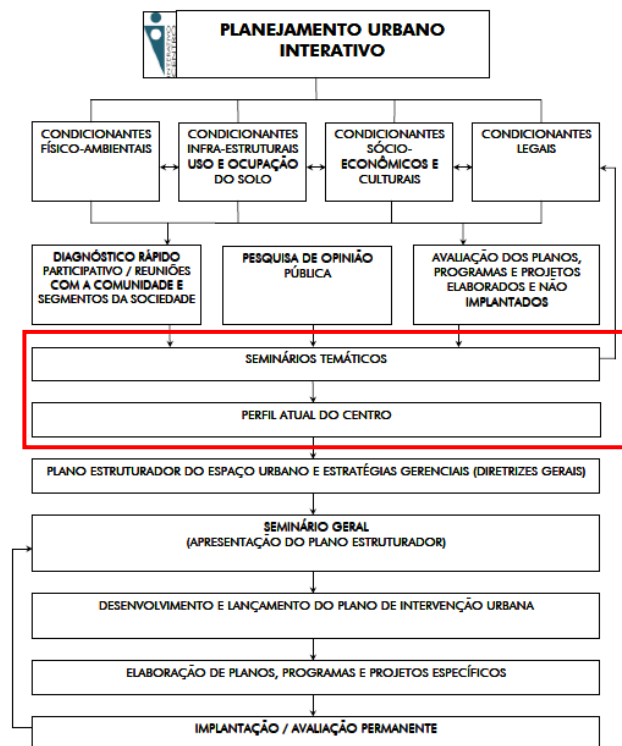 PLANEJAMENTO URBANO
INTERATIVO
INTERATIVO
CENTRO
CONDICIONANTES
FÍSICO-AMBIENTAIS
CONDICIONANTES
INFRA-ESTRUTURAIS
USO E OCUPAÇÃO
DO SOLO
CONDICIONANTES
SÓCIO-
ECONÔMICOS E
CULTURAIS
CONDICIONANTES
LEGAIS
DIAGNÓSTICO RÁPIDO
PARTICIPATIVO / REUNIÕES
COM A COMUNIDADE E
SEGMENTOS DA SOCIEDADE
PESQUISA DE OPINIÃO
PÚBLICA
AVALIAÇÃO DOS PLANOS,
PROGRAMAS E PROJETOS
ELABORADOS E NÃO
IMPLANTADOS
SEMINÁRIOS TEMÁTICOS
PERFIL ATUAL DO CENTRO
PLANO ESTRUTURADOR DO ESPAÇO URBANO E ESTRATÉGIAS GERENCIAIS (DIRETRIZES GERAIS)
SEMINÁRIO GERAL
(APRESENTAÇÃO DO PLANO ESTRUTURADOR)
DESENVOLVIMENTO E LANÇAMENTO DO PLANO DE INTERVENÇÃO URBANA
ELABORAÇÃO DE PLANOS, PROGRAMAS E PROJETOS ESPECÍFICOS
IMPLANTAÇÃO / AVALIAÇÃO PERMANENTE